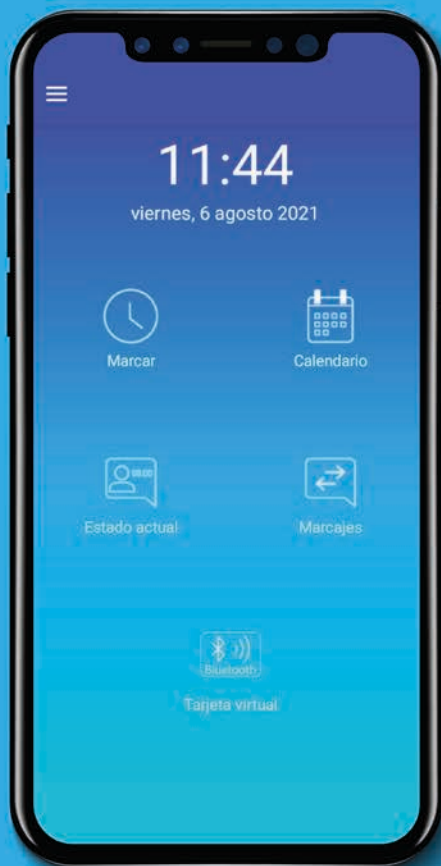 11:44
viernes, 6 agosto 2021
Marcar
Calendario
Estado actual
Marcajes
Bluetooth
Tarjeta virtual